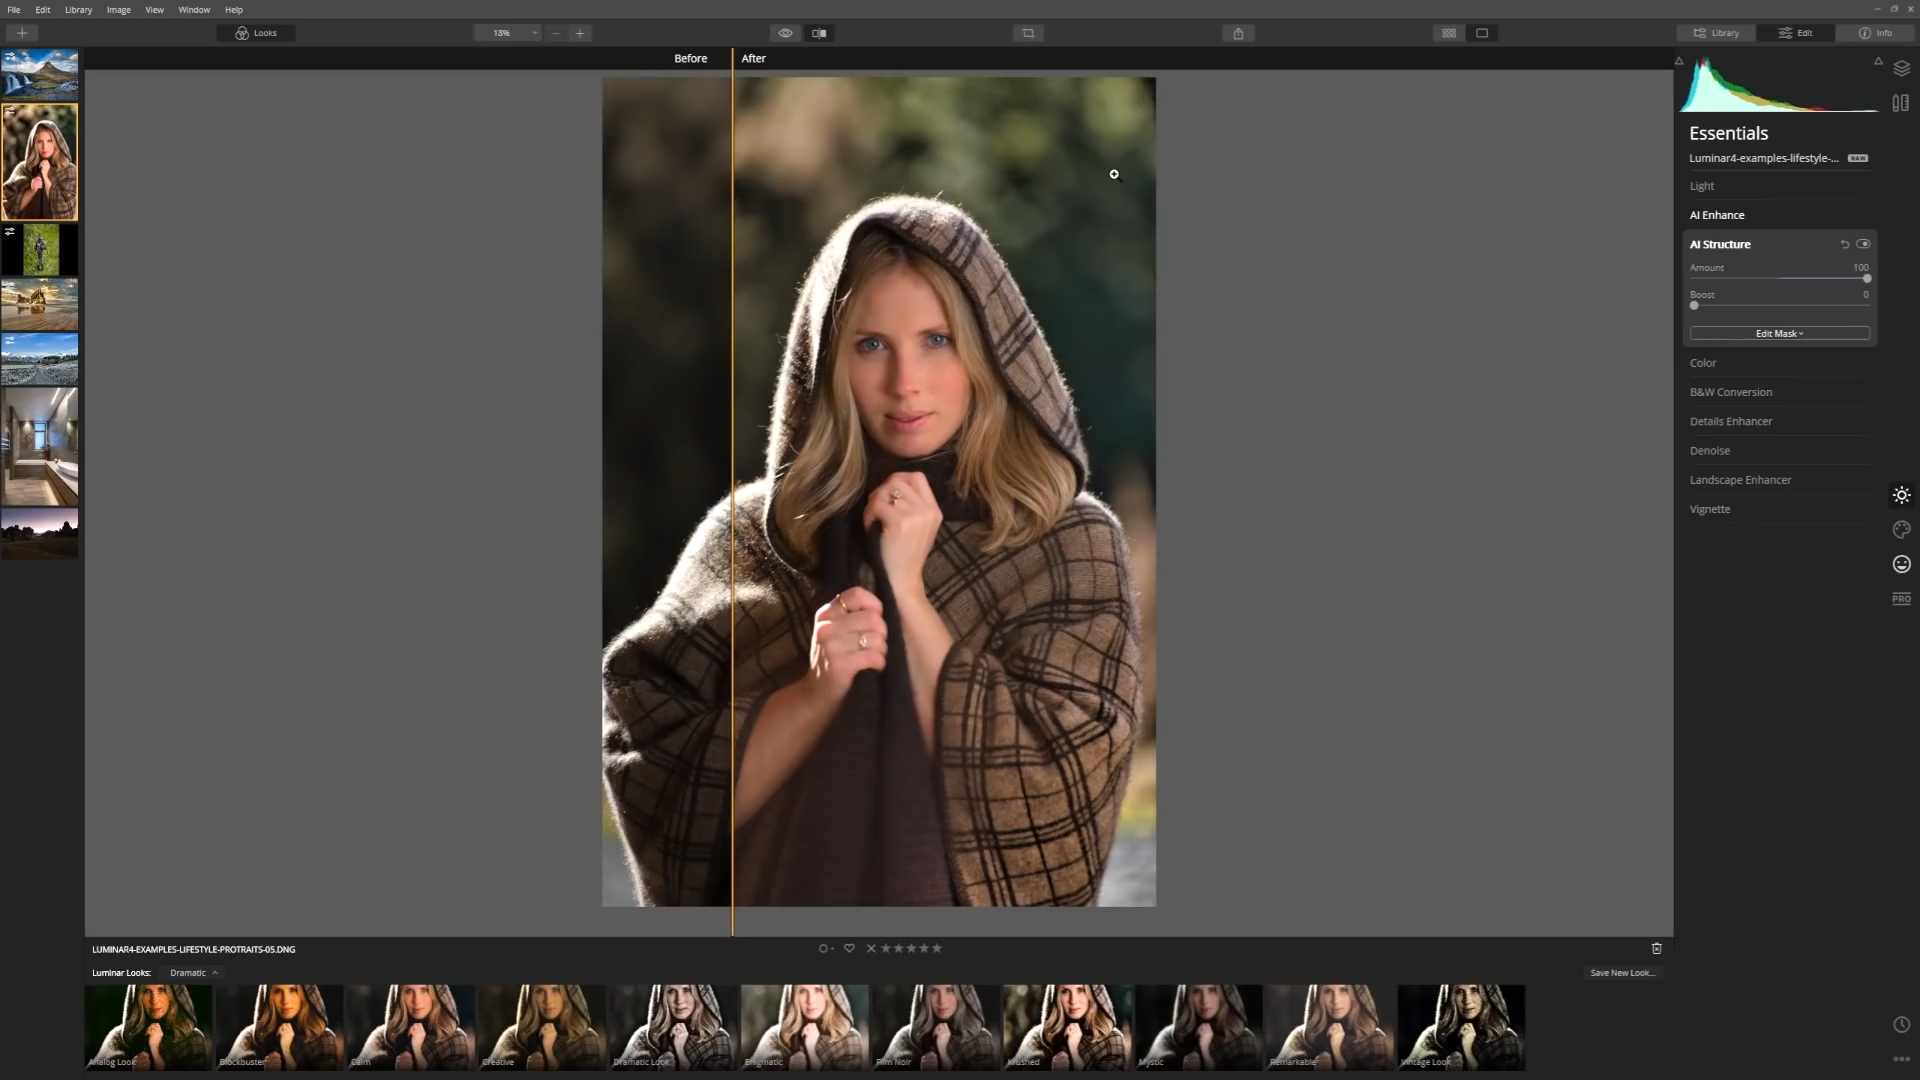 File Edit Library Image View Window Help
Looks 18% Library Edit Info
Before After
Essentials
Luminar4-examples-lifestyle-... RAW
Light
AI Enhance
AI Structure
Amount 100
Boost 0
Edit Mask
Color
B&W Conversion
Details Enhancer
Denoise
Landscape Enhancer
Vignette
PRO
LUMINAR4-EXAMPLES-LIFESTYLE-PROTRAITS-05.DNG
Luminar Looks: Dramatic Save New Look...
Analog Look Blockbuster Calm Creative Dramatic Look Enigmatic Film Noir Krushed Mystic Remarkable Vintage Look